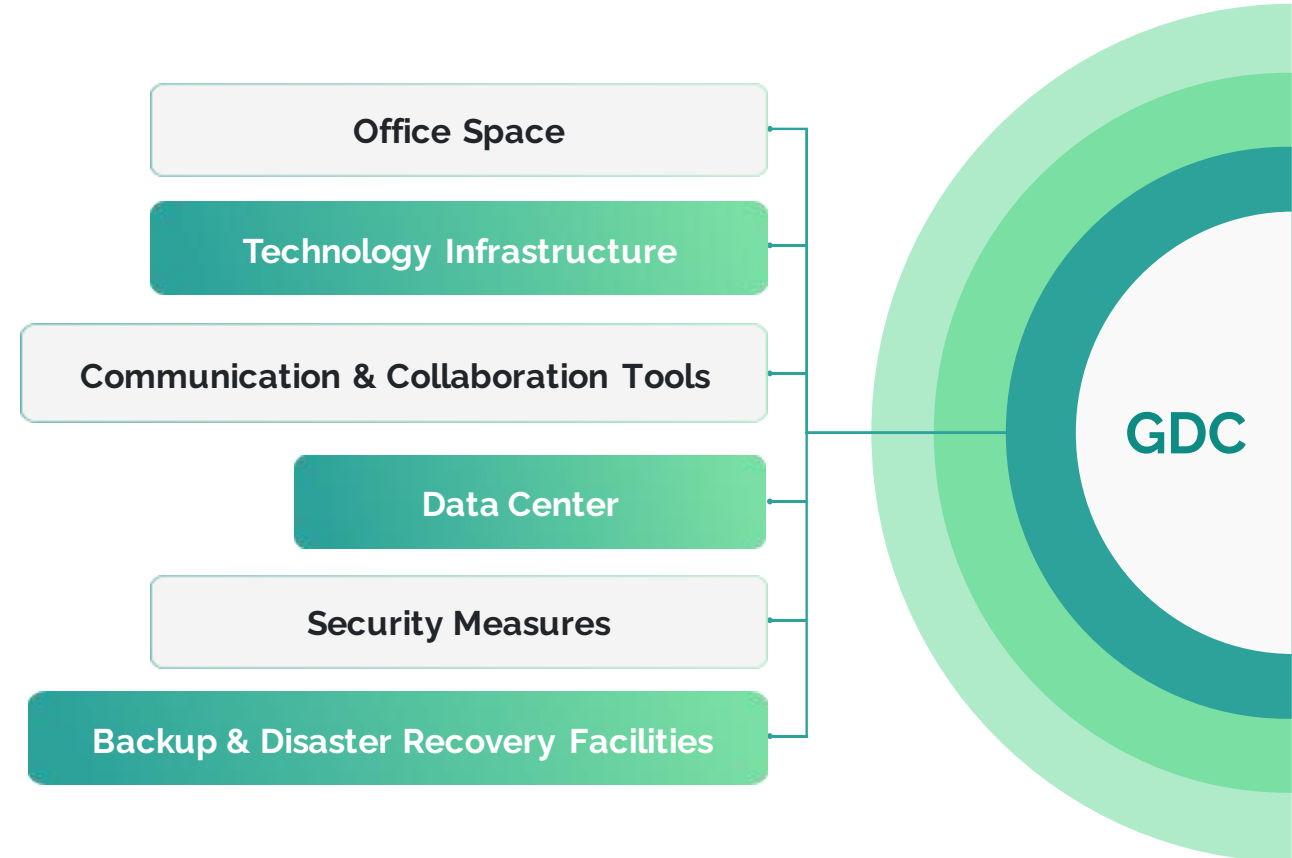 Office Space
Technology Infrastructure
Communication & Collaboration Tools
GDC
Data Center
Security Measures
Backup & Disaster Recovery Facilities